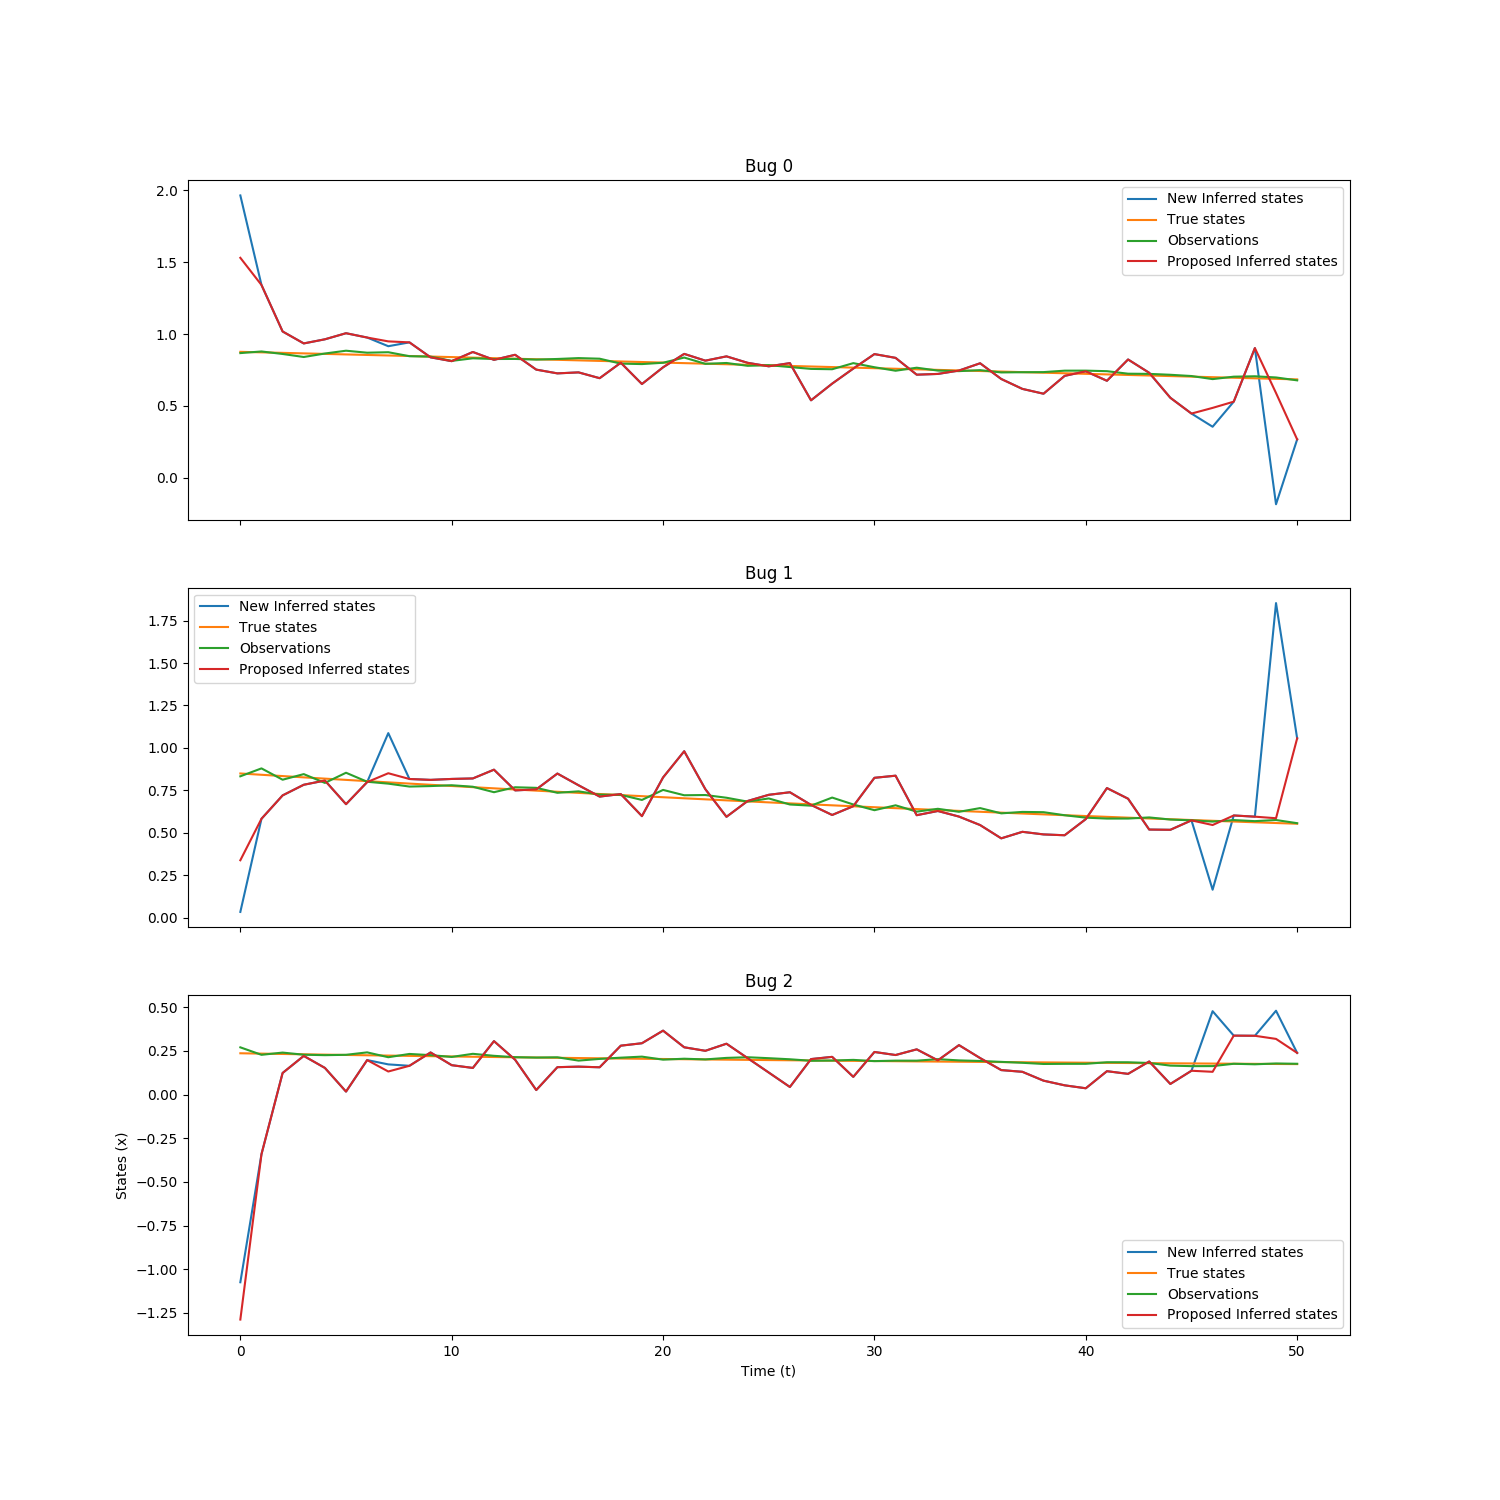 Bug 0
2.0
1.5
1.0
0.5
0.0
New Inferred states
True states
Observations
Proposed Inferred states
Bug 1
1.75
1.50
1.25
1.00
0.75
0.50
0.25
0.00
New Inferred states
True states
Observations
Proposed Inferred states
Bug 2
States (x)
0.50
0.25
0.00
−0.25
−0.50
−0.75
−1.00
−1.25
New Inferred states
True states
Observations
Proposed Inferred states
0 10 20 30 40 50
Time (t)